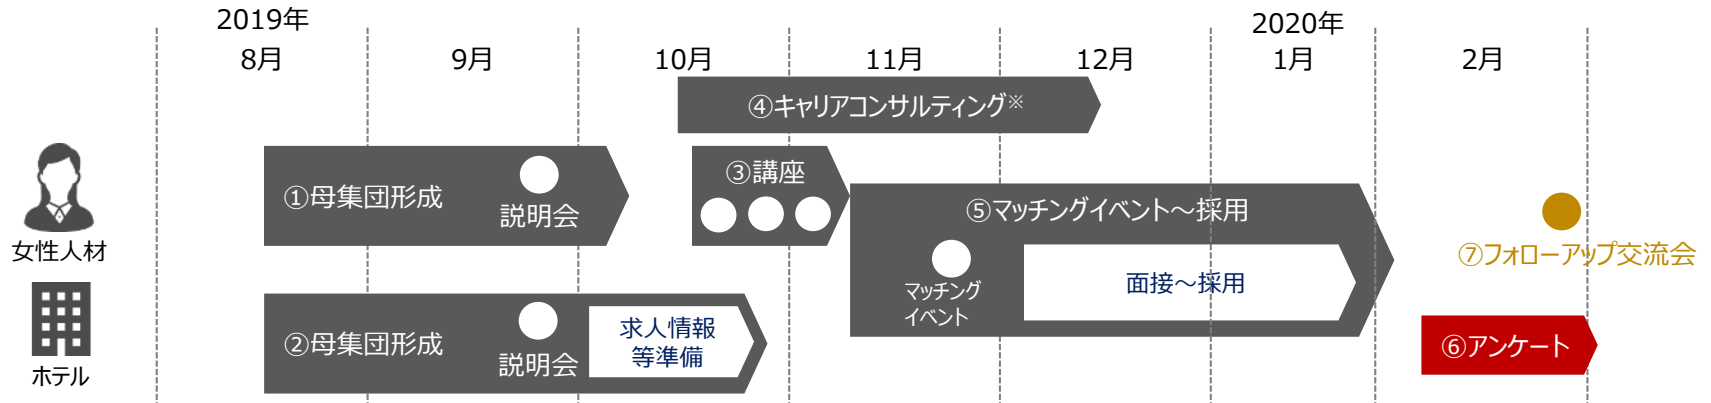 2019年
2020年
8月
9月
10月
11月
12月
1月
2月
④キャリアコンサルティング※
女性人材
①母集団形成
説明会
③講座
⑤マッチングイベント～採用
マッチング
イベント
面接～採用
⑦フォローアップ交流会
ホテル
②母集団形成
説明会
求人情報
等準備
⑥アンケート